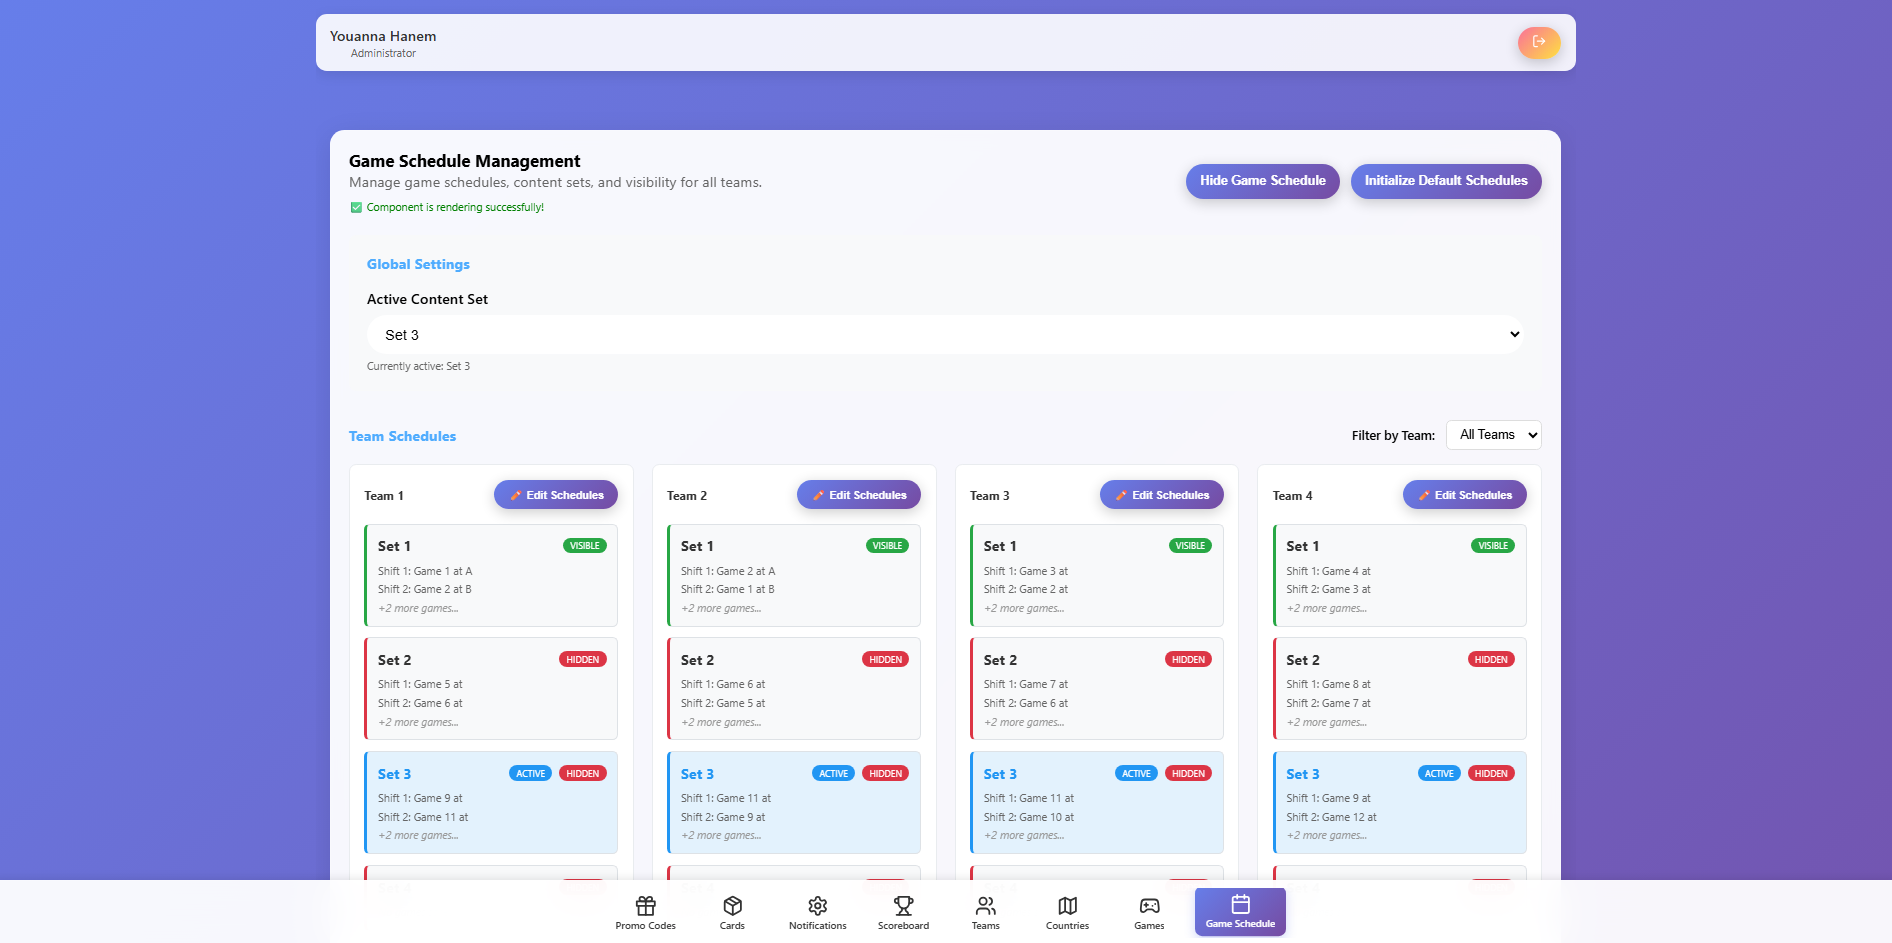 Youanna Hanem
Administrator
Game Schedule Management
Manage game schedules, content sets, and visibility for all teams.
✅ Component is rendering successfully!
Hide Game Schedule
Initialize Default Schedules
Global Settings
Active Content Set
Set 3
Currently active: Set 3
Team Schedules
Filter by Team:
All Teams
Team 1
Edit Schedules
Set 1
VISIBLE
Shift 1: Game 1 at A
Shift 2: Game 2 at B
+2 more games...
Set 2
HIDDEN
Shift 1: Game 5 at
Shift 2: Game 6 at
+2 more games...
Set 3
ACTIVE
HIDDEN
Shift 1: Game 9 at
Shift 2: Game 11 at
+2 more games...
Team 2
Edit Schedules
Set 1
VISIBLE
Shift 1: Game 2 at A
Shift 2: Game 1 at B
+2 more games...
Set 2
HIDDEN
Shift 1: Game 6 at
Shift 2: Game 5 at
+2 more games...
Set 3
ACTIVE
HIDDEN
Shift 1: Game 11 at
Shift 2: Game 9 at
+2 more games...
Team 3
Edit Schedules
Set 1
VISIBLE
Shift 1: Game 3 at
Shift 2: Game 2 at
+2 more games...
Set 2
HIDDEN
Shift 1: Game 7 at
Shift 2: Game 6 at
+2 more games...
Set 3
ACTIVE
HIDDEN
Shift 1: Game 11 at
Shift 2: Game 10 at
+2 more games...
Team 4
Edit Schedules
Set 1
VISIBLE
Shift 1: Game 4 at
Shift 2: Game 3 at
+2 more games...
Set 2
HIDDEN
Shift 1: Game 8 at
Shift 2: Game 7 at
+2 more games...
Set 3
ACTIVE
HIDDEN
Shift 1: Game 9 at
Shift 2: Game 12 at
+2 more games...
Promo Codes
Cards
Notifications
Scoreboard
Teams
Countries
Games
Game Schedule